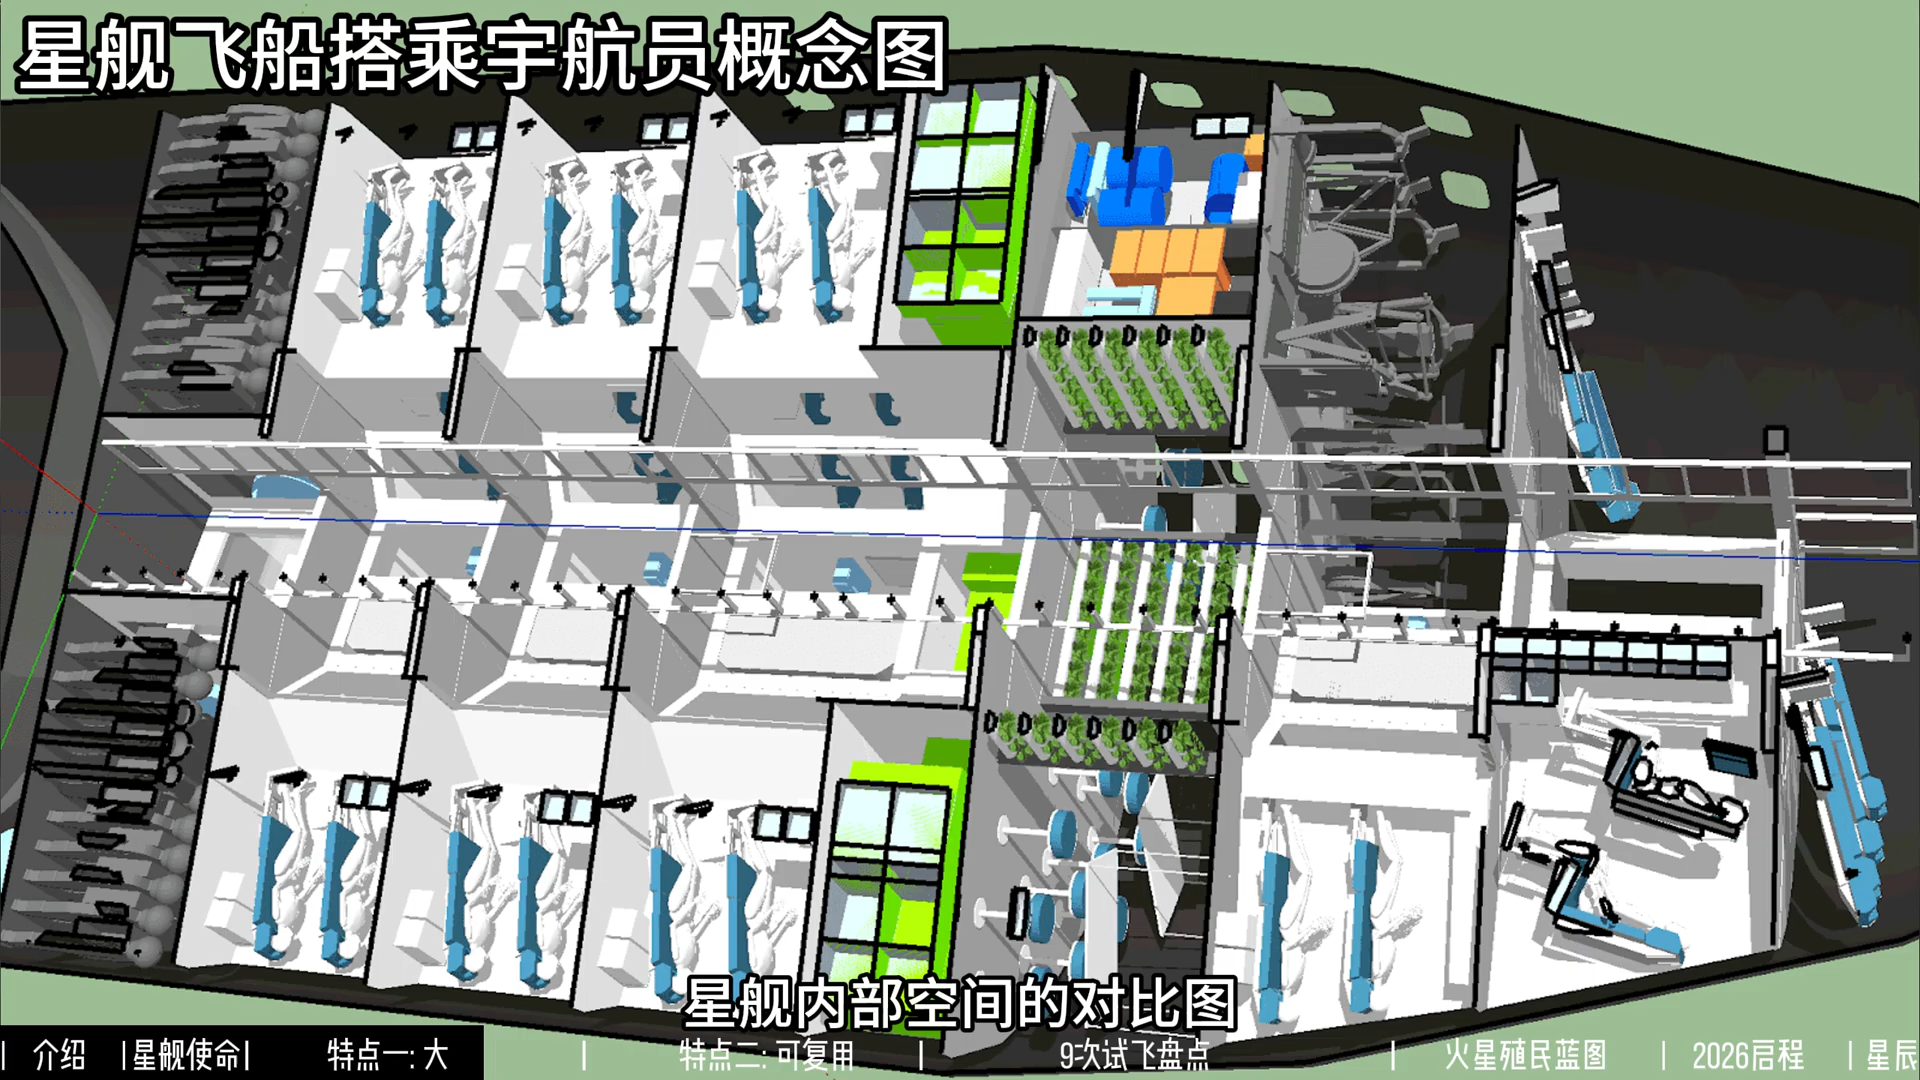 星舰飞船搭乘宇航员概念图
星舰内部空间的对比图
介绍 |星舰使命| 特点一: 大 | 特点二: 可复用 | 9次试飞盘点 | 火星殖民蓝图 | 2026启程 | 星辰